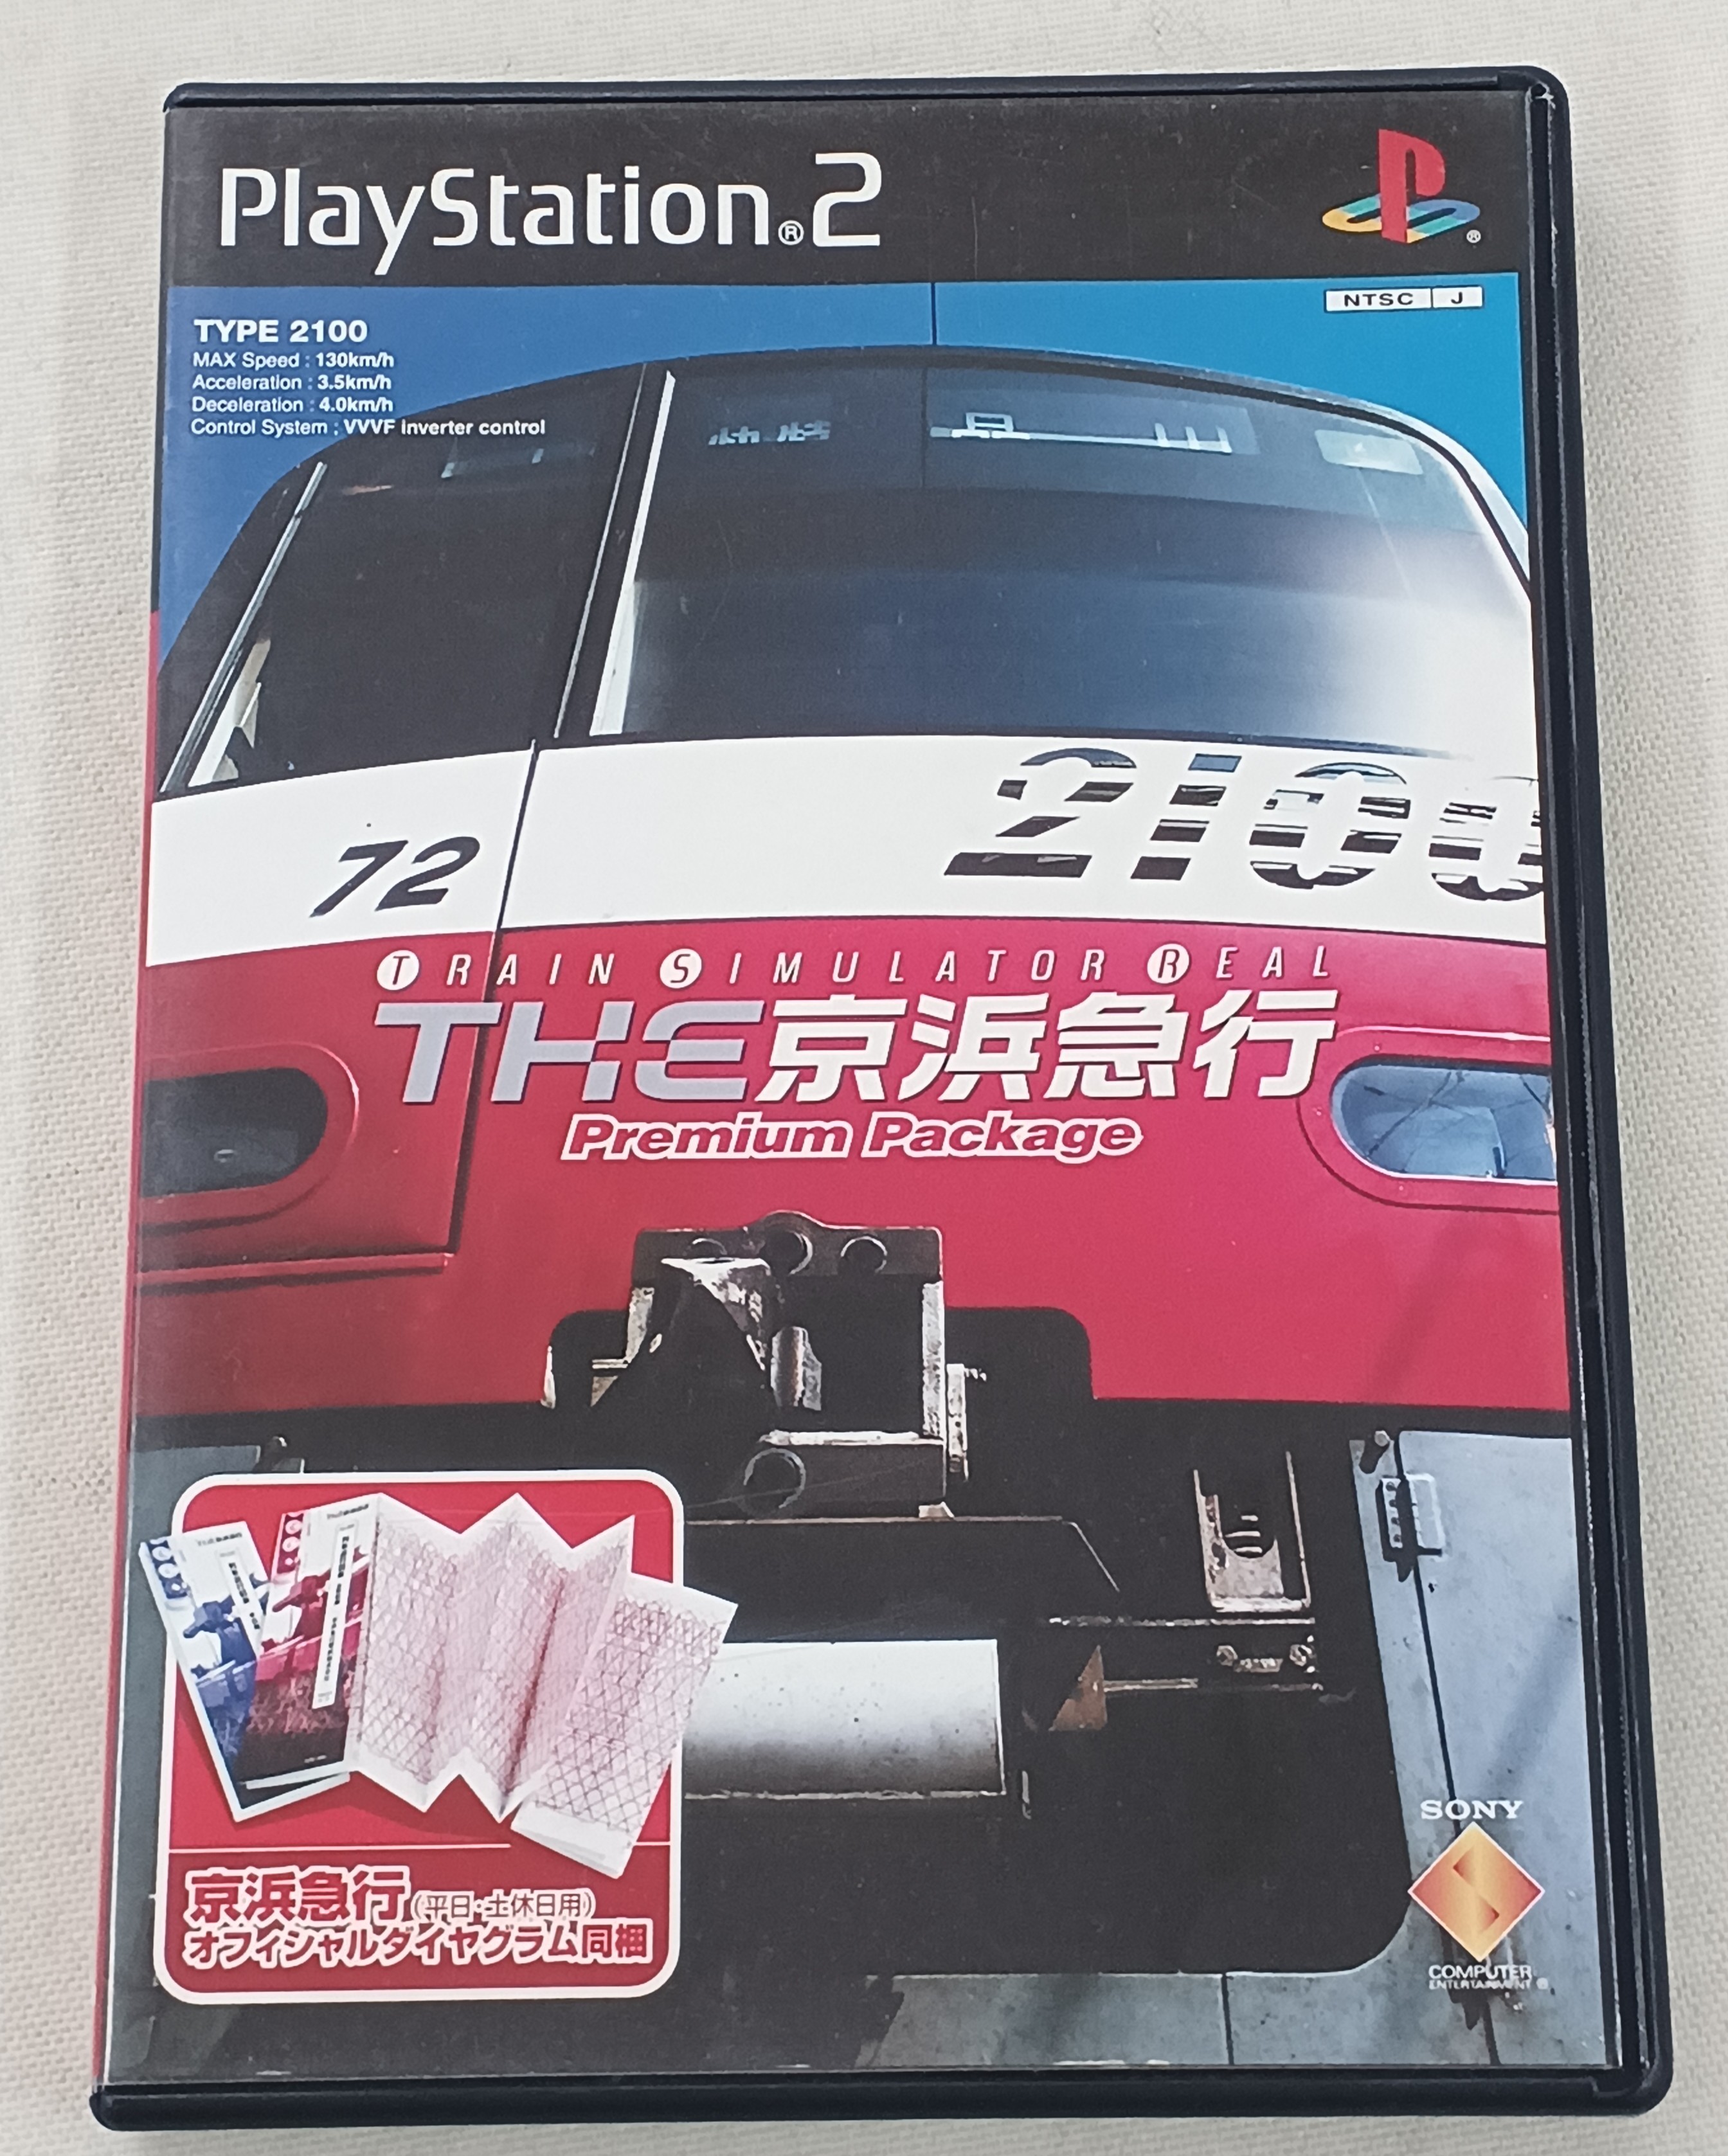 PlayStation®2
®
NTSC J
TYPE 2100
MAX Speed : 130km/h
Acceleration : 3.5km/h
Deceleration : 4.0km/h
Control System : VVVF inverter control
2100
72
TRAIN SIMULATOR REAL
THE京浜急行
Premium Package
京浜急行(平日・土休日用)
オフィシャルダイヤグラム同梱
SONY
COMPUTER
ENTERTAINMENT ®